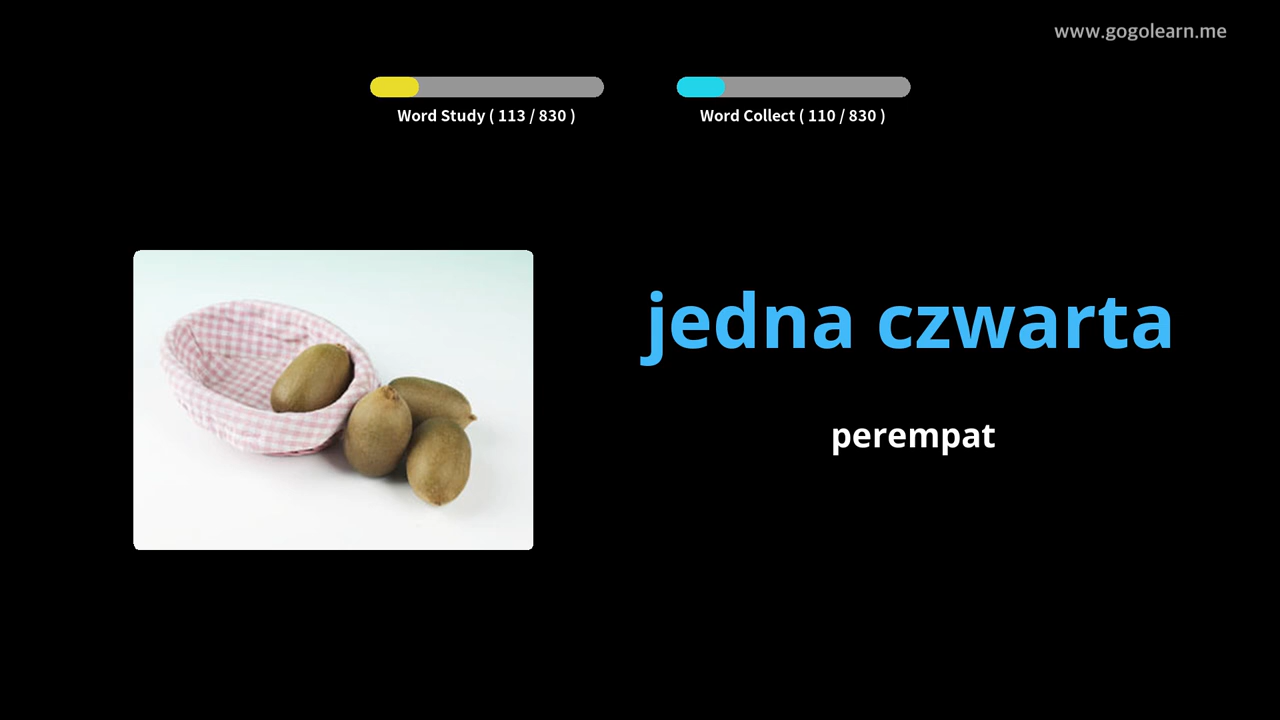 www.gogolearn.me
Word Study ( 113 / 830 )
Word Collect ( 110 / 830 )
jedna czwarta
perempat